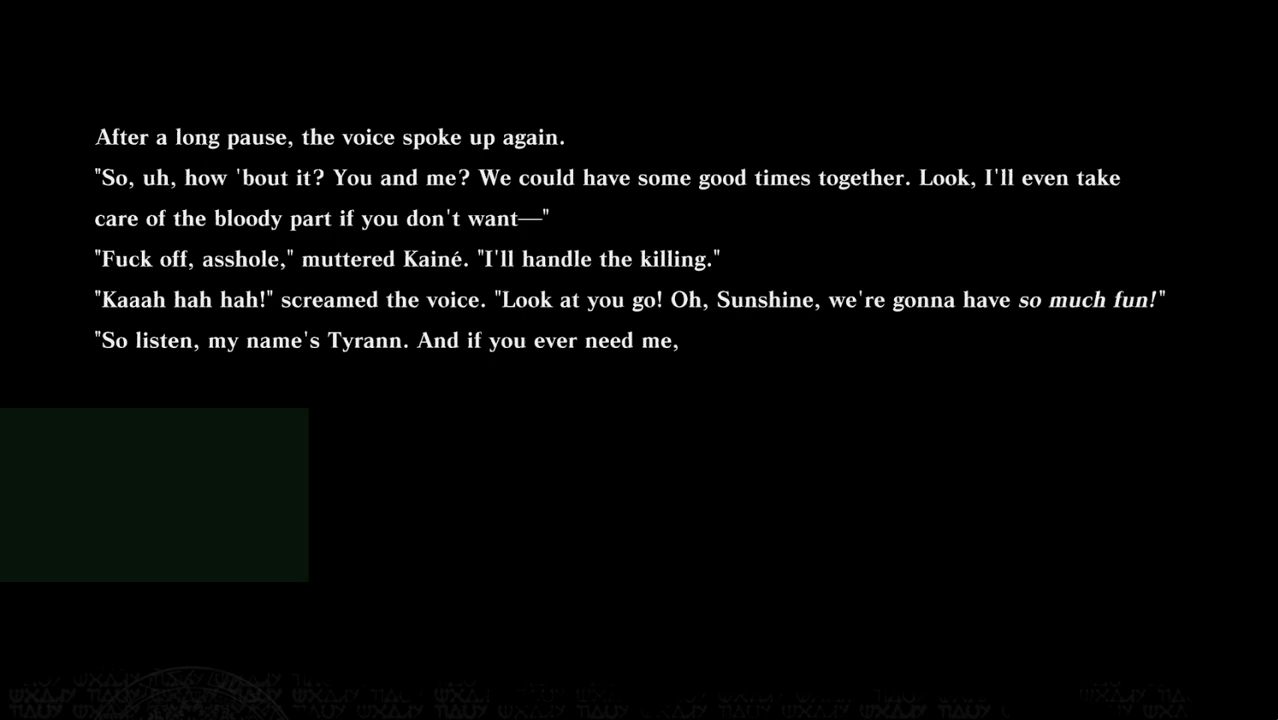 After a long pause, the voice spoke up again.
"So, uh, how 'bout it? You and me? We could have some good times together. Look, I'll even take
care of the bloody part if you don't want—"
"Fuck off, asshole," muttered Kainé. "I'll handle the killing."
"Kaaah hah hah!" screamed the voice. "Look at you go! Oh, Sunshine, we're gonna have so much fun!"
"So listen, my name's Tyrann. And if you ever need me,